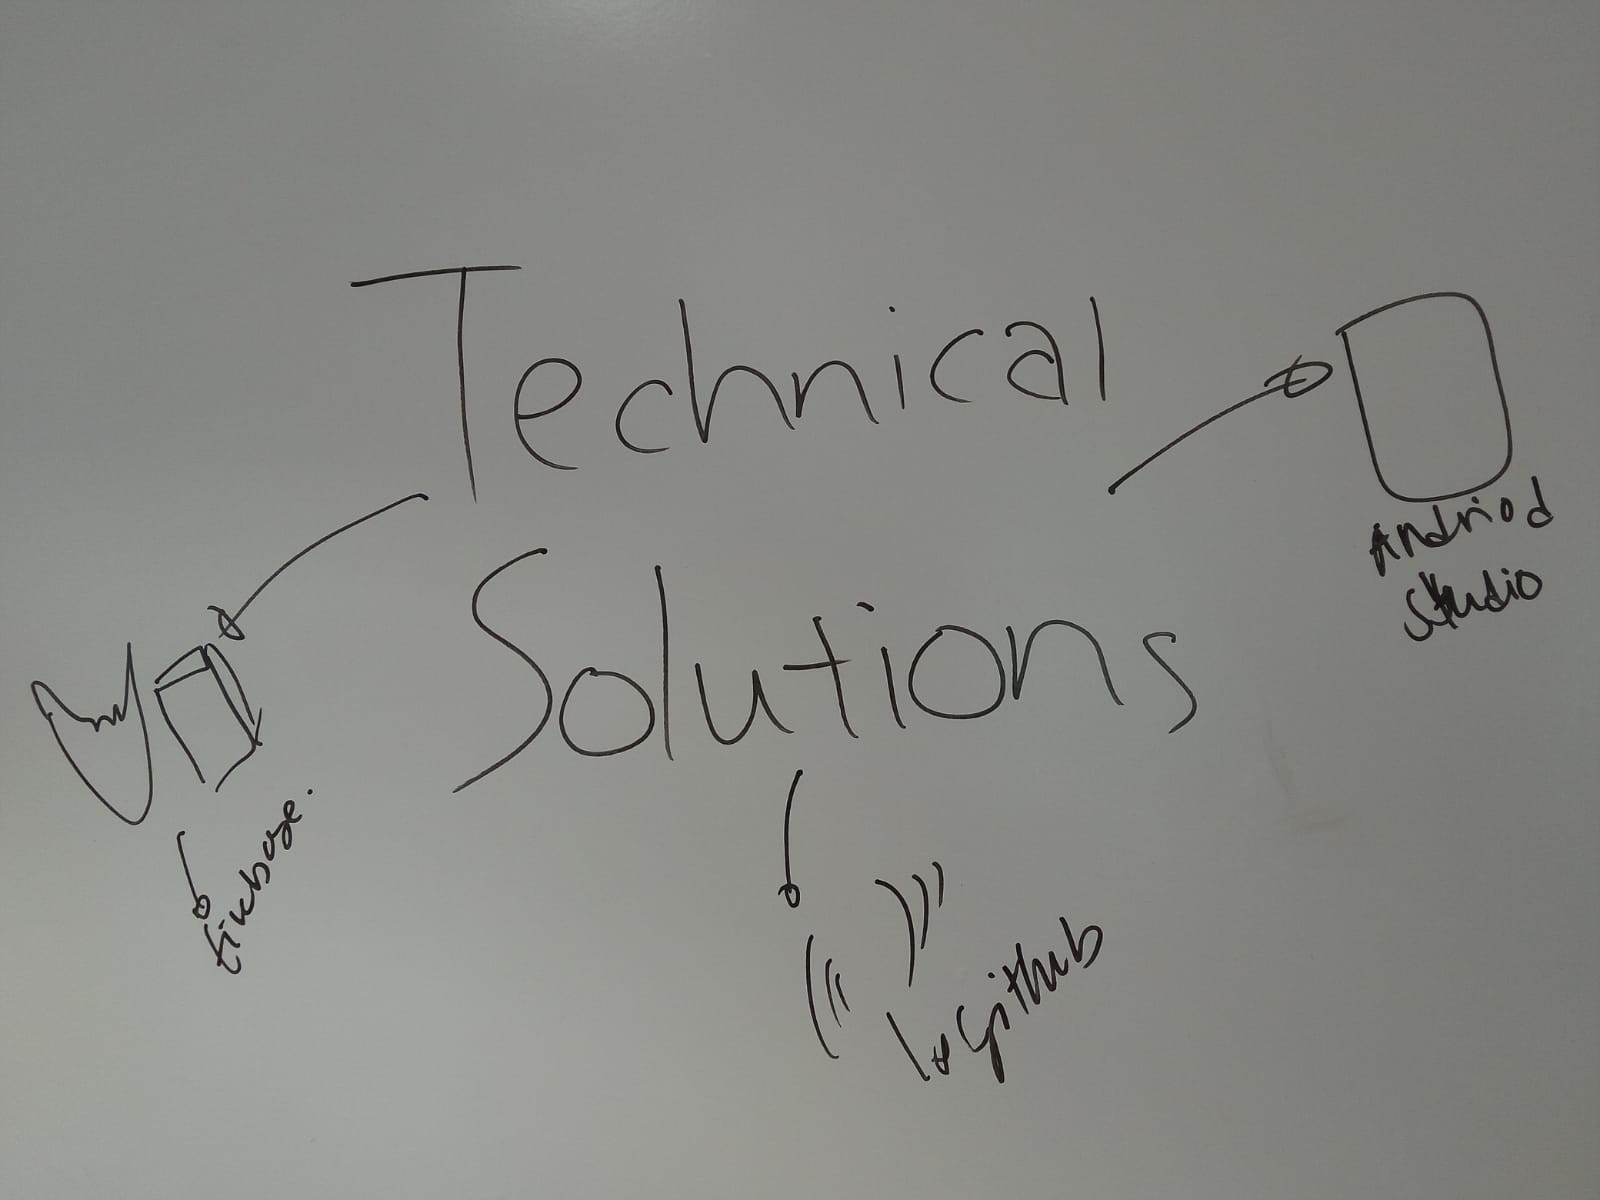 Technical
Solutions
Andriod
Studio
firebase.
Github